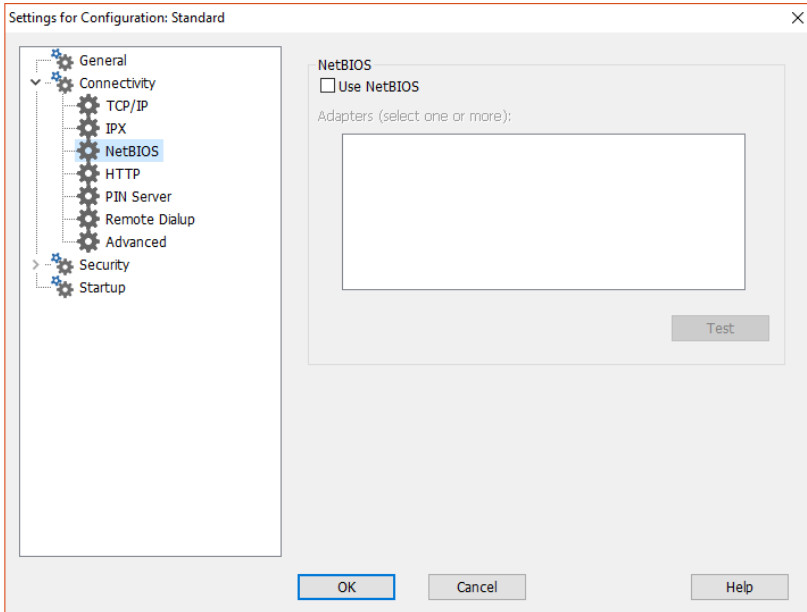 Settings for Configuration: Standard
General
Connectivity
TCP/IP
IPX
NetBIOS
HTTP
PIN Server
Remote Dialup
Advanced
Security
Startup
NetBIOS
Use NetBIOS
Adapters (select one or more):
Test
OK
Cancel
Help